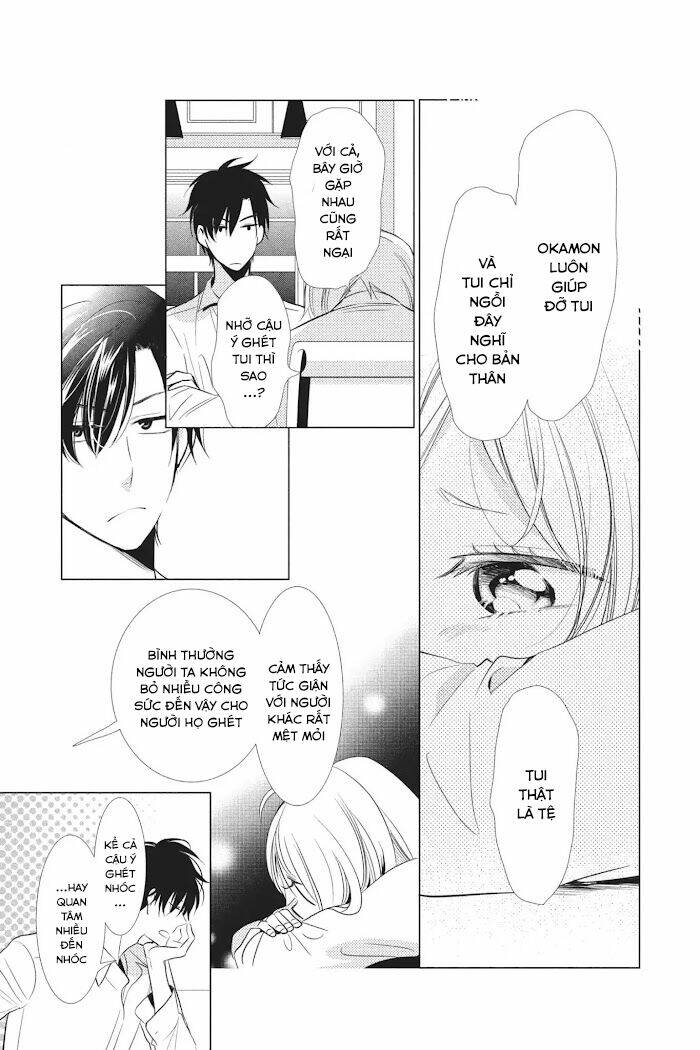 OKAMON
LUÔN
GIÚP
ĐỠ TUI
VÀ
TUI CHỈ
NGỒI
ĐÂY
NGHĨ
CHO BẢN
THÂN
TUI
THẬT
LÀ TỆ
VỚI CẢ,
BÂY GIỜ
GẶP
NHAU
CŨNG
RẤT
NGẠI
NHỠ CẬU
Ý GHÉT
TUI THÌ
SAO
...?
CẢM THẤY
TỨC GIẬN
VỚI NGƯỜI
KHÁC RẤT
MỆT MỎI
BÌNH THƯỜNG
NGƯỜI TA KHÔNG
BỎ NHIỀU CÔNG
SỨC ĐẾN VẬY CHO
NGƯỜI HỌ GHÉT
KỂ CẢ
CẬU Ý
GHÉT
NHÓC
...
...HAY
QUAN
TÂM
NHIỀU
ĐẾN
NHÓC